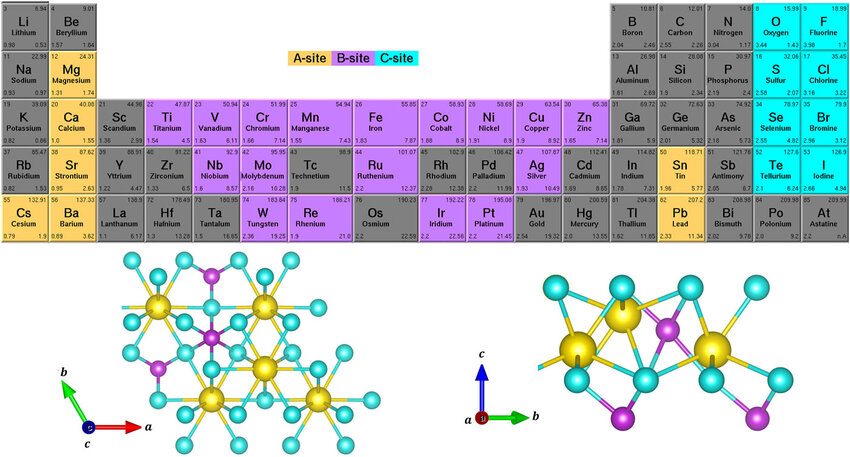 3 6.94 4 9.01 5 10.81 6 12.01 7 14.0 8 9 18.99
Li Be B C N O F
Lithium Beryllium Boron Carbon Nitrogen Oxygen Fluorine
0.98 0.53 1.57 1.84 2.04 2.46 2.55 2.26 3.04 1.17 3.44 1.43 3.98 1.7
11 22.99 12 24.31 13 26.98 14 28.08 15 30.97 16 32.06 17 35.45
Na Mg A-site B-site C-site Al Si P S Cl
Sodium Magnesium Aluminum Silicon Phosphorus Sulfur Chlorine
0.93 0.97 1.31 1.74 1.61 2.69 1.9 2.34 2.19 2.4 2.58 2.07 3.16 3.22
19 39.09 20 40.08 21 44.96 22 47.87 23 50.94 24 51.99 25 54.94 26 55.85 27 58.93 28 58.69 29 63.54 30 65.38 31 69.72 32 72.63 33 74.92 34 78.97 35 79.9
K Ca Sc Ti V Cr Mn Fe Co Ni Cu Zn Ga Ge As Se Br
Potassium Calcium Scandium Titanium Vanadium Chromium Manganese Iron Cobalt Nickel Copper Zinc Gallium Germanium Arsenic Selenium Bromine
0.82 0.86 1.0 1.55 1.36 2.99 1.54 4.5 1.63 6.11 1.66 7.14 1.55 7.43 1.83 7.87 1.88 8.9 1.91 8.9 1.9 8.92 1.65 7.14 1.81 5.9 2.01 5.32 2.18 5.73 2.55 4.82 2.96 3.12
37 85.47 38 87.62 39 88.91 40 91.22 41 92.9 42 95.95 43 98.9 44 101.07 45 102.9 46 106.42 47 107.87 48 112.41 49 114.82 50 118.71 51 121.76 52 127.6 53 126.9
Rb Sr Y Zr Nb Mo Tc Ru Rh Pd Ag Cd In Sn Sb Te I
Rubidium Strontium Yttrium Zirconium Niobium Molybdenum Technetium Ruthenium Rhodium Palladium Silver Cadmium Indium Tin Antimony Tellurium Iodine
0.82 1.53 0.95 2.63 1.22 4.47 1.33 6.5 1.6 8.57 2.16 10.28 1.9 11.5 2.2 12.37 2.28 12.38 2.2 11.99 1.93 10.49 1.69 8.65 1.78 7.31 1.96 5.77 2.05 6.7 2.1 6.24 2.66 4.94
55 132.91 56 137.33 57 138.91 72 178.49 73 180.95 74 183.84 75 186.21 76 190.23 77 192.22 78 195.08 79 196.97 80 200.59 81 204.38 82 207.2 83 208.98 84 209 85
Cs Ba La Hf Ta W Re Os Ir Pt Au Hg Tl Pb Bi Po At
Cesium Barium Lanthanum Hafnium Tantalum Tungsten Rhenium Osmium Iridium Platinum Gold Mercury Thallium Lead Bismuth Polonium Astatine
0.79 1.9 0.89 3.62 1.1 6.17 1.3 13.28 1.5 16.65 2.36 19.25 1.9 21.0 2.2 22.59 2.2 22.56 2.2 21.45 2.54 19.32 2.0 13.55 1.62 11.85 2.33 11.34 2.02 9.78 2.0 9.2 2.2 n.A
b
a
c
c
a
b